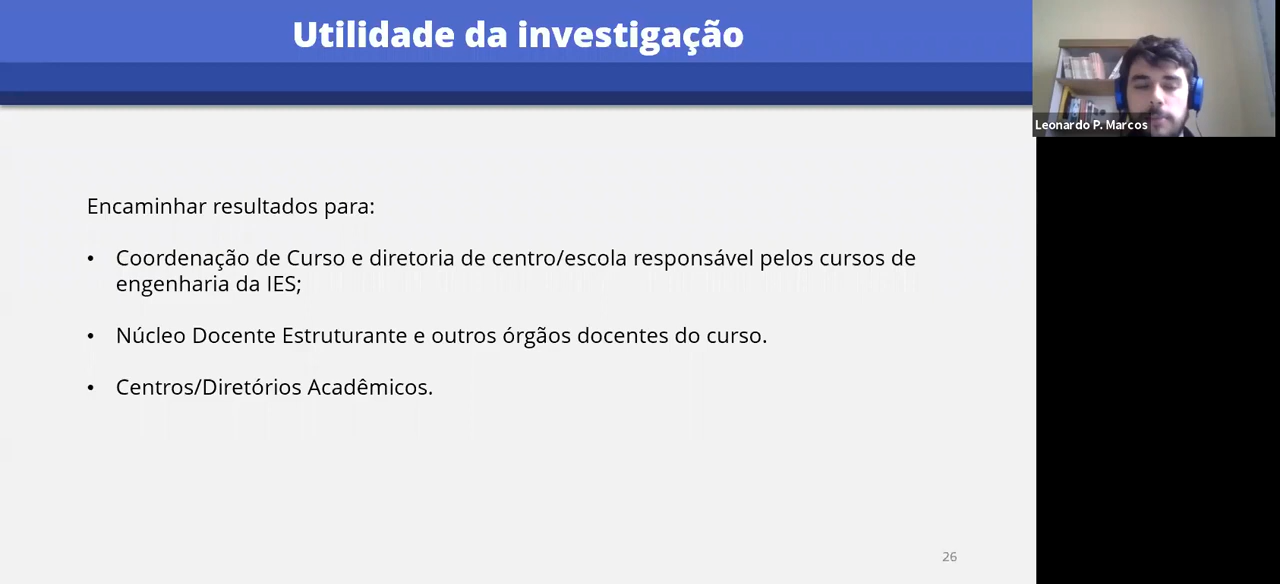 Utilidade da investigação
Leonardo P. Marcos
Encaminhar resultados para:
• Coordenação de Curso e diretoria de centro/escola responsável pelos cursos de
engenharia da IES;
• Núcleo Docente Estruturante e outros órgãos docentes do curso.
• Centros/Diretórios Acadêmicos.
26